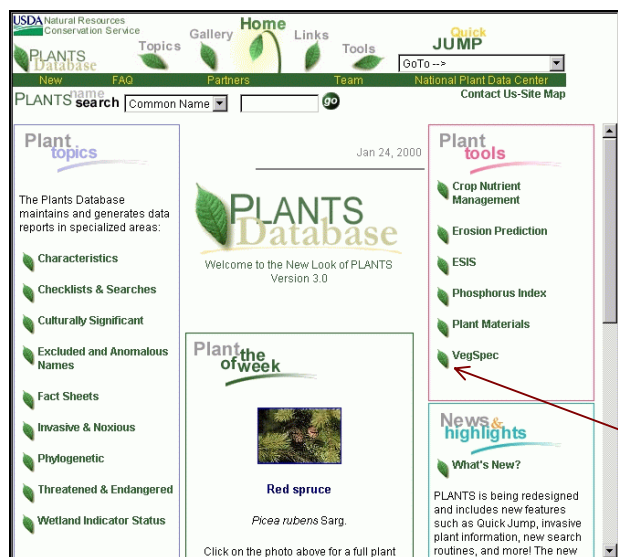 USDA Natural Resources
Conservation Service
PLANTS
Database
Topics
Gallery
Home
Links
Tools
Quick
JUMP
GoTo -->
New FAQ Partners Team National Plant Data Center
PLANTS name search Common Name go
Contact Us-Site Map
Plant
topics
The Plants Database
maintains and generates data
reports in specialized areas:
Characteristics
Checklists & Searches
Culturally Significant
Excluded and Anomalous
Names
Fact Sheets
Invasive & Noxious
Phylogenetic
Threatened & Endangered
Wetland Indicator Status
Jan 24, 2000
PLANTS
Database
Welcome to the New Look of PLANTS
Version 3.0
Plant the
of week
Red spruce
Picea rubens Sarg.
Click on the photo above for a full plant
Plant
tools
Crop Nutrient
Management
Erosion Prediction
ESIS
Phosphorus Index
Plant Materials
VegSpec
News &
highlights
What's New?
PLANTS is being redesigned
and includes new features
such as Quick Jump, invasive
plant information, new search
routines, and more! The new